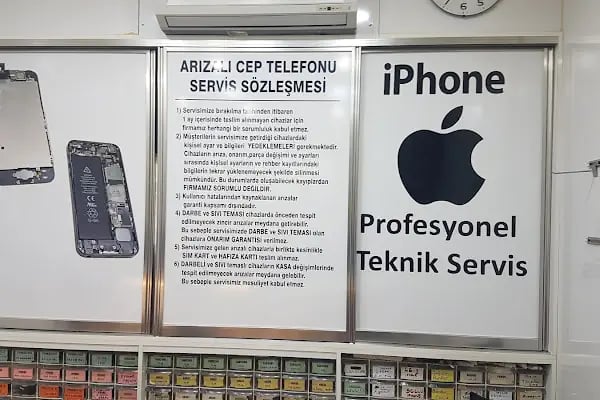 ARIZALI CEP TELEFONU
SERVİS SÖZLEŞMESİ
1) Servisimize bırakılma tarihinden itibaren
1 ay içerisinde teslim alınmayan cihazlar için
firmamız herhangi bir sorumluluk kabul etmez.
2) Müşterilerin servisimize getirdiği cihazlardaki
kişisel ayar ve bilgileri YEDEKLEMELERİ gerekmektedir.
Cihazların arıza, onarım,parça değişimi ve ayarları
sırasında kişisel ayarların ve rehber kayıtlarındaki
bilgilerin tekrar yüklenemeyecek şekilde silinmesi
mümkündür. Bu durumlarda oluşabilecek kayıplardan
FİRMAMIZ SORUMLU DEĞİLDİR.
3) Kullanıcı hatalarından kaynaklanan arızalar
garanti kapsamı dışındadır.
4) DARBE ve SIVI TEMASI cihazlarda önceden tespit
edilmeyecek zincir arızalar meydana getirebilir.
Bu sebeple servisimizde DARBE ve SIVI TEMASI olan
cihazlara ONARIM GARANTİSİ verilmez.
5) Servisimize gelen arızalı cihazlarla birlikte kesinlikle
SIM KART ve HAFIZA KARTI teslim alınmaz.
6) DARBELİ ve SIVI temaslı cihazların KASA değişimlerinde
tespit edilmeyecek arızalar meydana gelebilir.
Bu sebeple servisimiz mesuliyet kabul etmez.
iPhone
Profesyonel
Teknik Servis